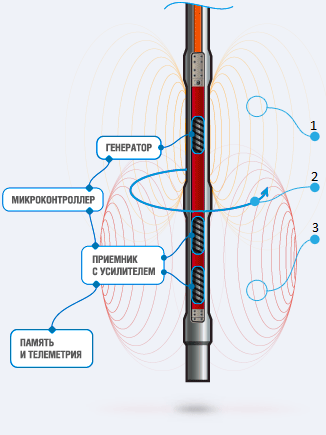 1
ГЕНЕРАТОР
2
МИКРОКОНТРОЛЛЕР
3
ПРИЕМНИК
С УСИЛИТЕЛЕМ
ПАМЯТЬ
И ТЕЛЕМЕТРИЯ